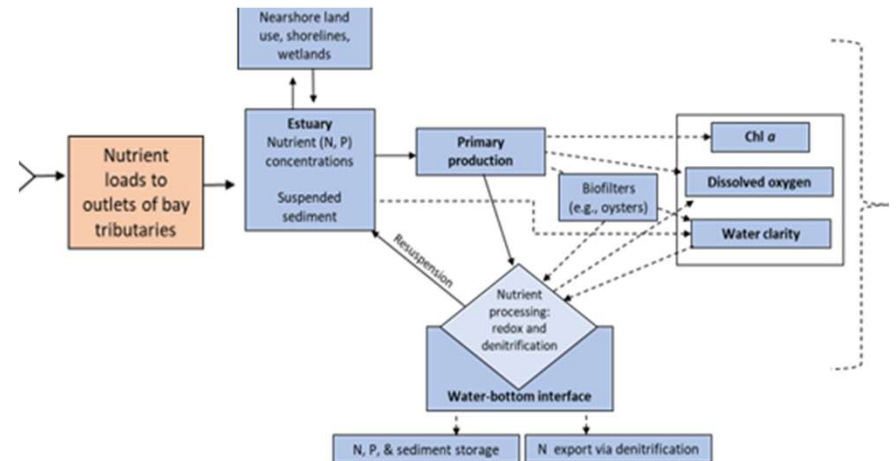 Nearshore land
use, shorelines,
wetlands
Nutrient
loads to
outlets of bay
tributaries
Estuary
Nutrient (N, P)
concentrations
Suspended
sediment
Primary
production
Biofilters
(e.g., oysters)
Chl a
Dissolved oxygen
Water clarity
Resuspension
Nutrient
processing:
redox and
denitrification
Water-bottom interface
N, P, & sediment storage
N export via denitrification